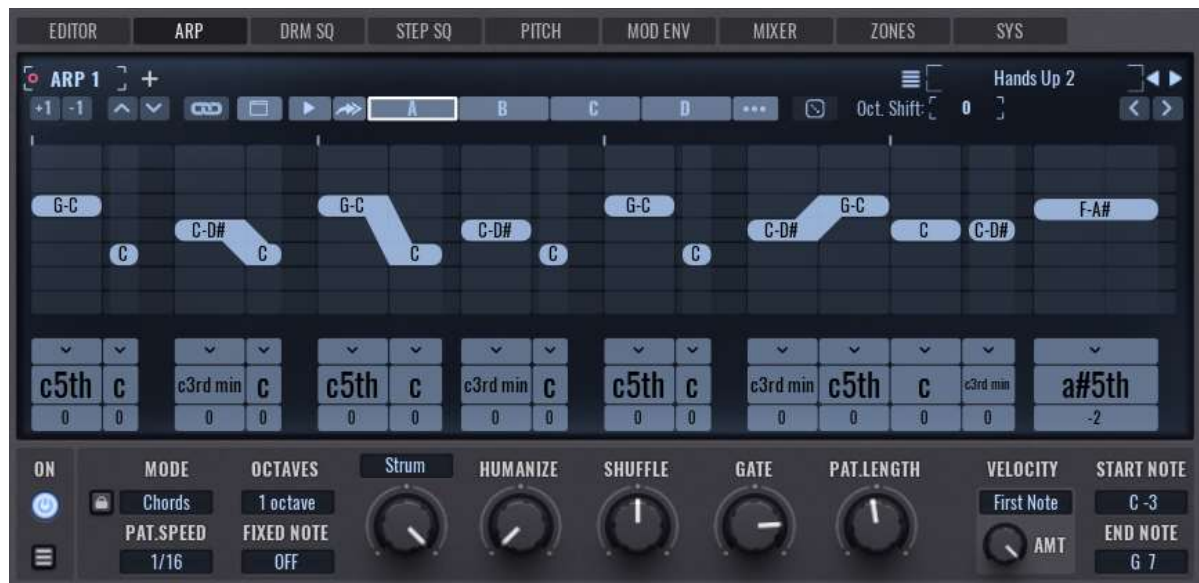 EDITOR ARP DRM SQ STEP SQ PITCH MOD ENV MIXER ZONES SYS
ARP 1 + Hands Up 2
+1 -1 A B C D ••• Oct. Shift: 0
G-C G-C G-C G-C F-A#
C-D# C-D# C-D# C C-D#
C C C C C
c5th c c3rd min c c5th c c3rd min c c5th c c3rd min c5th c c3rd min a#5th
0 0 0 0 0 0 0 0 0 0 0 0 0 0 -2
ON MODE OCTAVES Strum HUMANIZE SHUFFLE GATE PAT.LENGTH VELOCITY START NOTE
Chords 1 octave First Note C -3
PAT.SPEED FIXED NOTE AMT END NOTE
1/16 OFF G 7